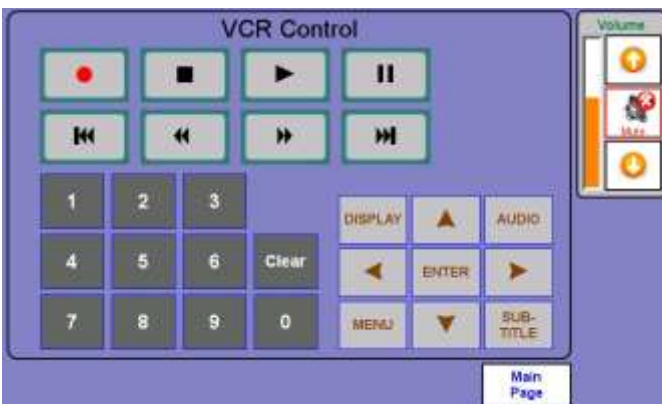 VCR Control
Volume
Mute
1 2 3
DISPLAY AUDIO
4 5 6 Clear
ENTER
7 8 9 0
MENU SUB-
TITLE
Main
Page